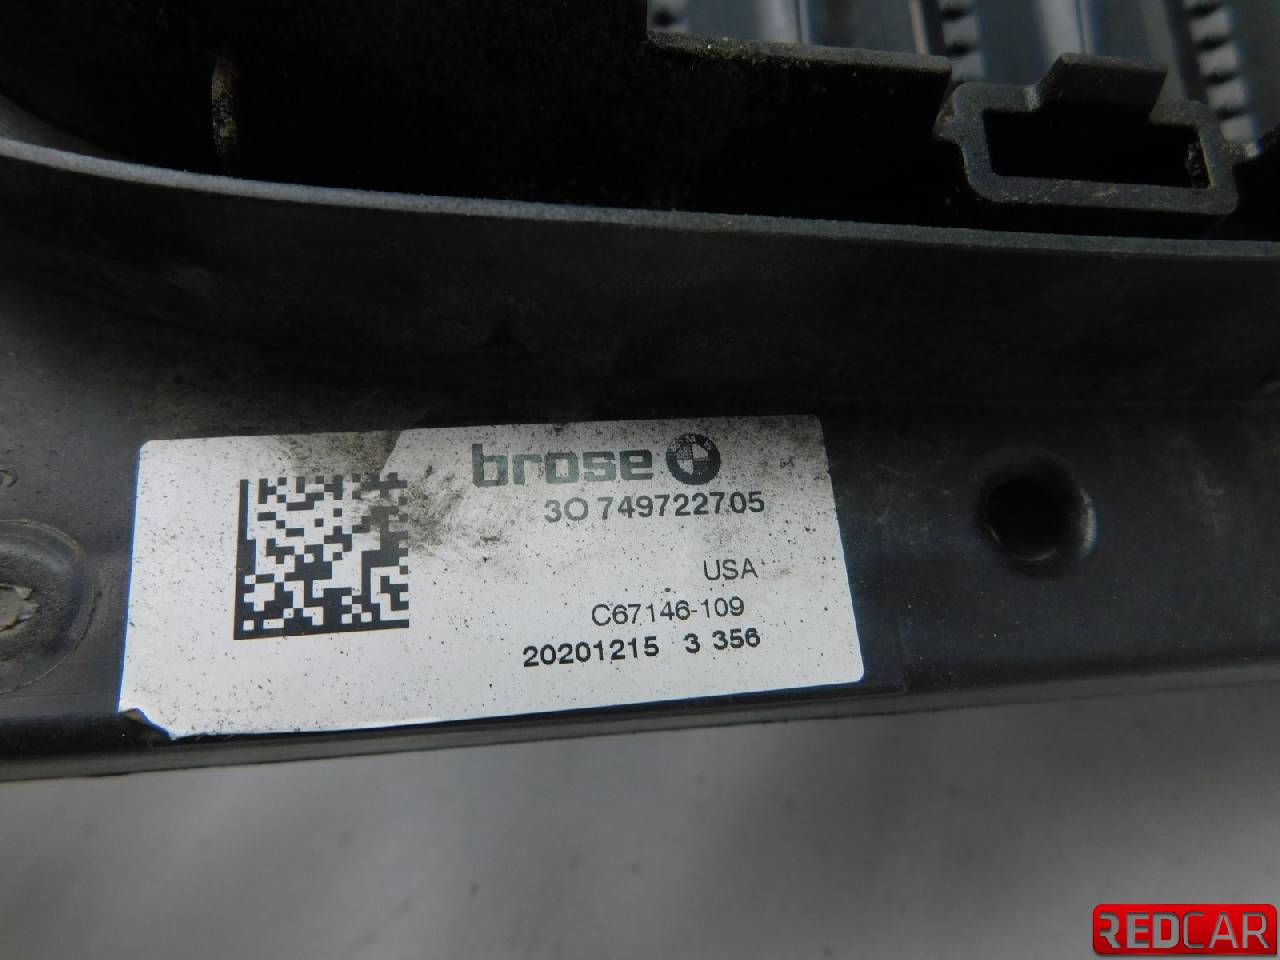 brose
3O 749722705
USA
C67146-109
20201215 3 356
REDCAR